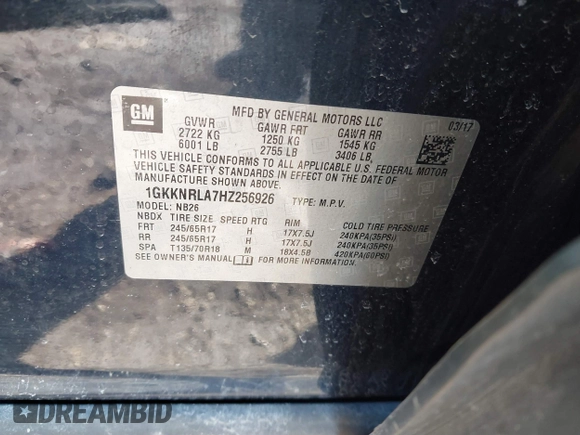 GM
MFD BY GENERAL MOTORS LLC
03/17
GVWR GAWR FRT GAWR RR
2722 KG 1250 KG 1545 KG
6001 LB 2755 LB 3406 LB
THIS VEHICLE CONFORMS TO ALL APPLICABLE U.S. FEDERAL MOTOR
VEHICLE SAFETY STANDARDS IN EFFECT ON THE DATE OF
MANUFACTURE SHOWN ABOVE.
1GKKNRLA7HZ256926 TYPE: M.P.V.
MODEL: NB26
NBDX TIRE SIZE SPEED RTG RIM COLD TIRE PRESSURE
FRT 245/65R17 H 17X7.5J 240KPA(35PSI)
RR 245/65R17 H 17X7.5J 240KPA(35PSI)
SPA T135/70R18 M 18X4.5B 420KPA(60PSI)
SEE OWNER'S MANUAL FOR MORE INFORMATION.
DREAMBID